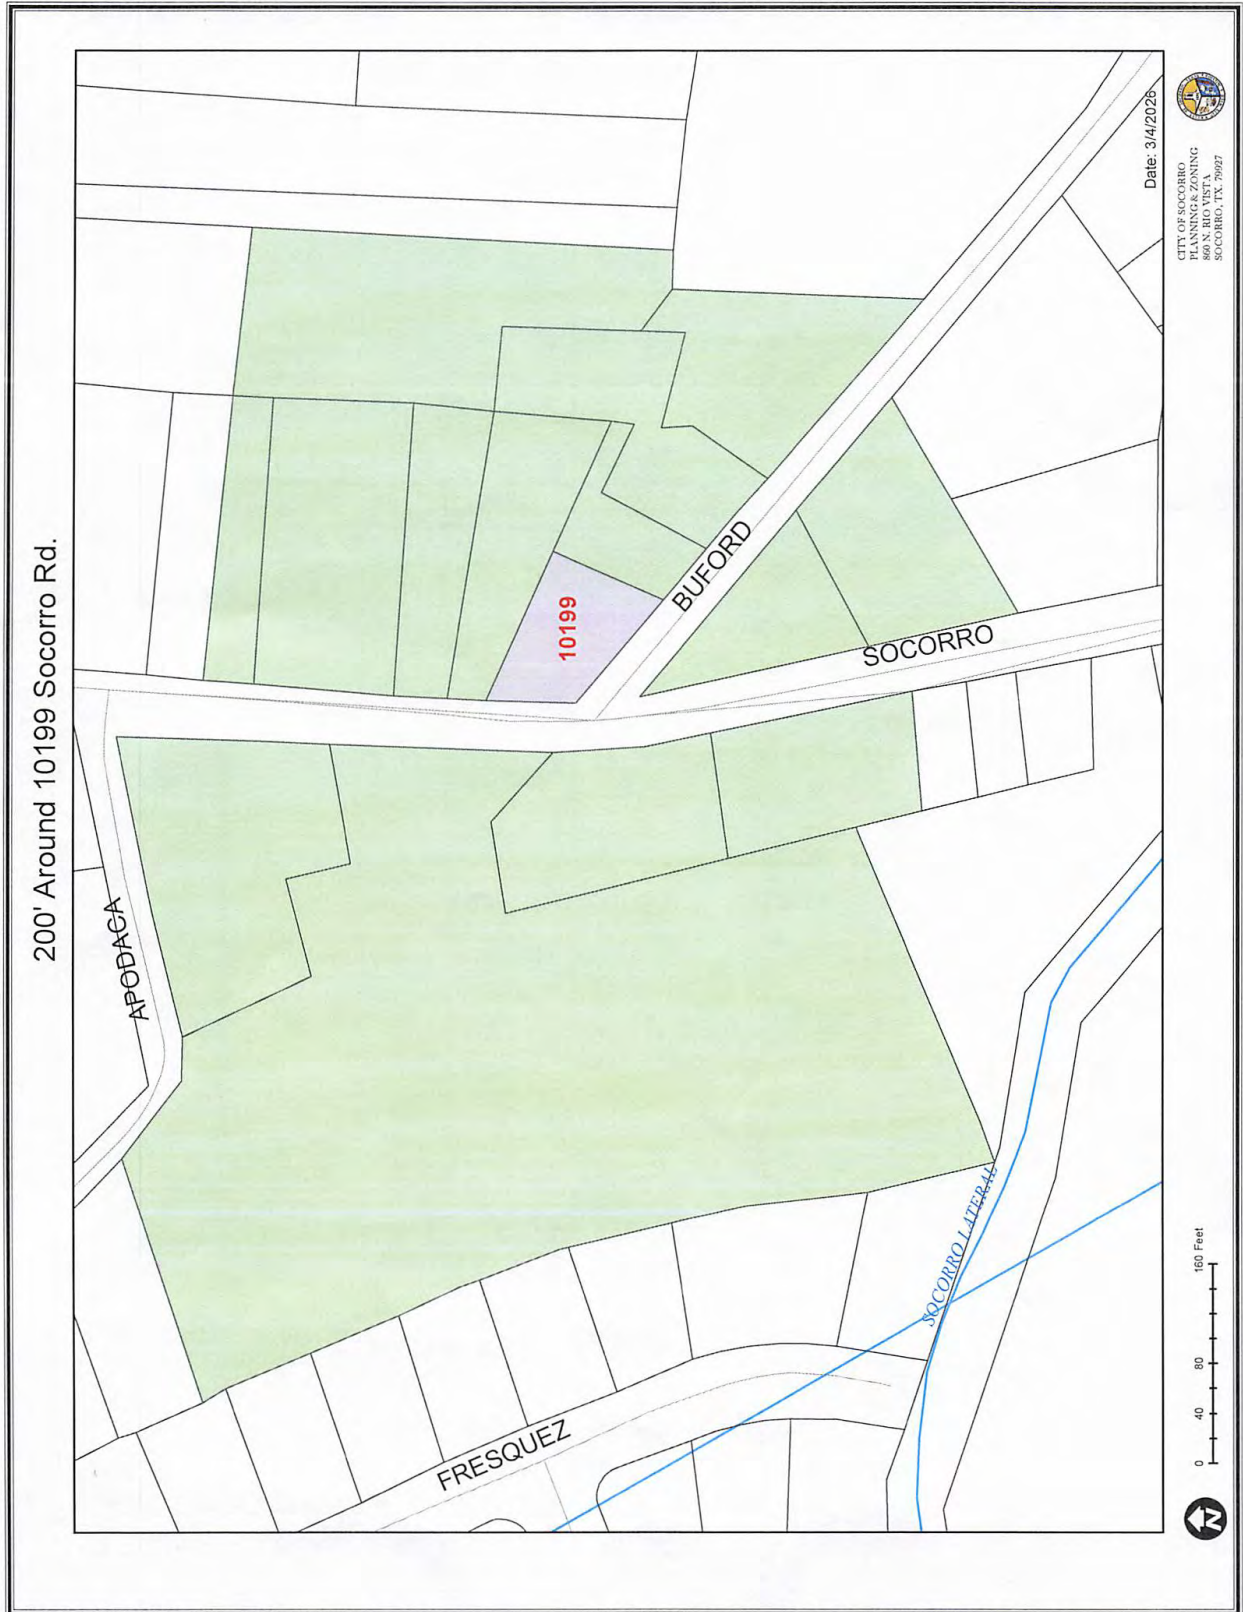 200' Around 10199 Socorro Rd.
APODACA
10199
BUFORD
SOCORRO
FRESQUEZ
SOCORRO LATERAL
Date: 3/4/2026
N
0 40 80 160 Feet
CITY OF SOCORRO
PLANNING & ZONING
860 N. RIO VISTA
SOCORRO, TX. 79927